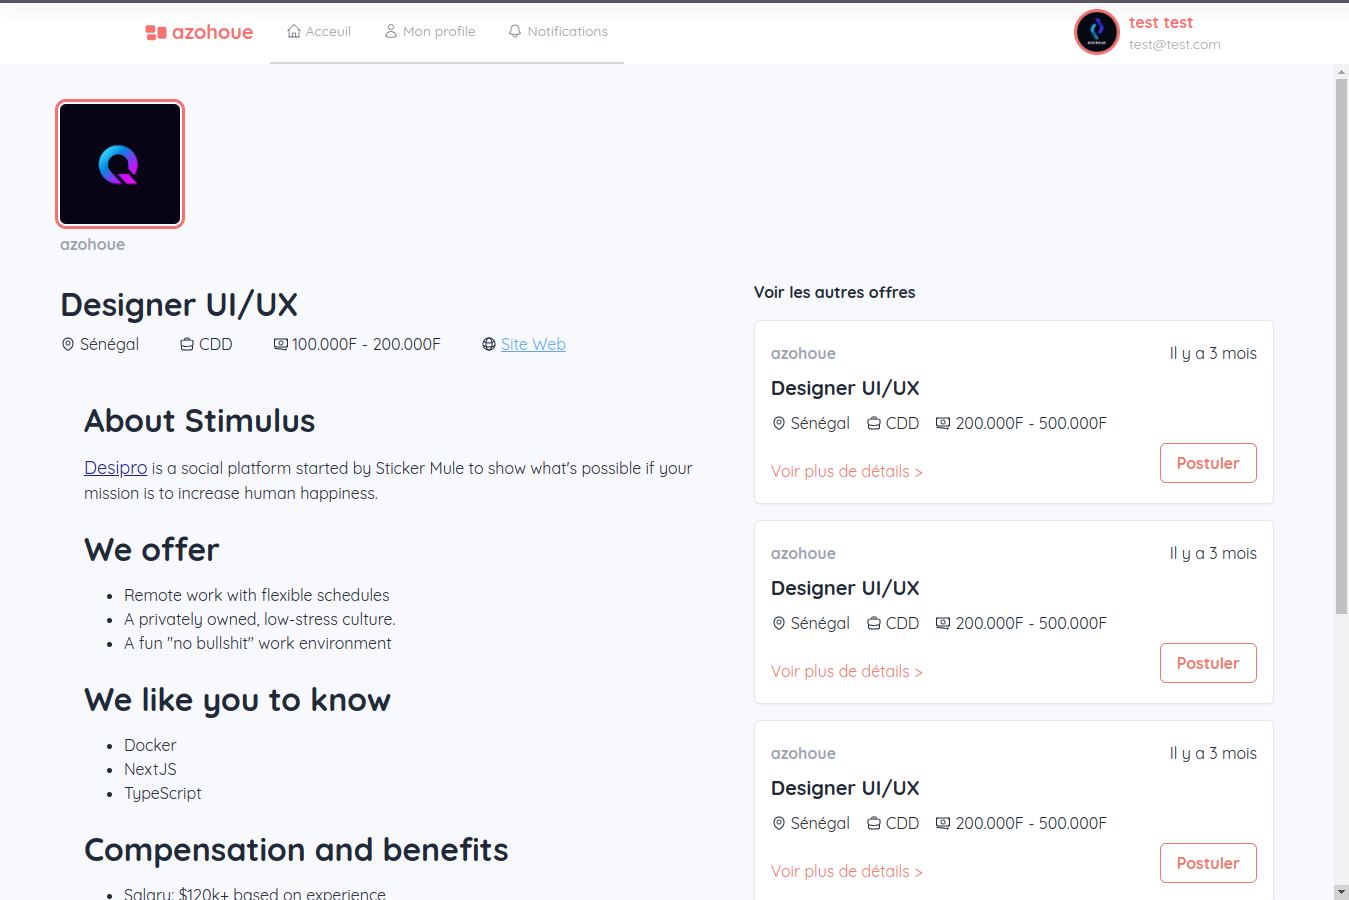 azohoue
Acceuil
Mon profile
Notifications
test test
test@test.com
azohoue
Designer UI/UX
Sénégal
CDD
100.000F - 200.000F
Site Web
About Stimulus
Desipro is a social platform started by Sticker Mule to show what's possible if your
mission is to increase human happiness.
We offer
Remote work with flexible schedules
A privately owned, low-stress culture.
A fun "no bullshit" work environment
We like you to know
Docker
NextJS
TypeScript
Compensation and benefits
Salary: $120k+ based on experience
Voir les autres offres
azohoue
Il y a 3 mois
Designer UI/UX
Sénégal
CDD
200.000F - 500.000F
Voir plus de détails >
Postuler
azohoue
Il y a 3 mois
Designer UI/UX
Sénégal
CDD
200.000F - 500.000F
Voir plus de détails >
Postuler
azohoue
Il y a 3 mois
Designer UI/UX
Sénégal
CDD
200.000F - 500.000F
Voir plus de détails >
Postuler